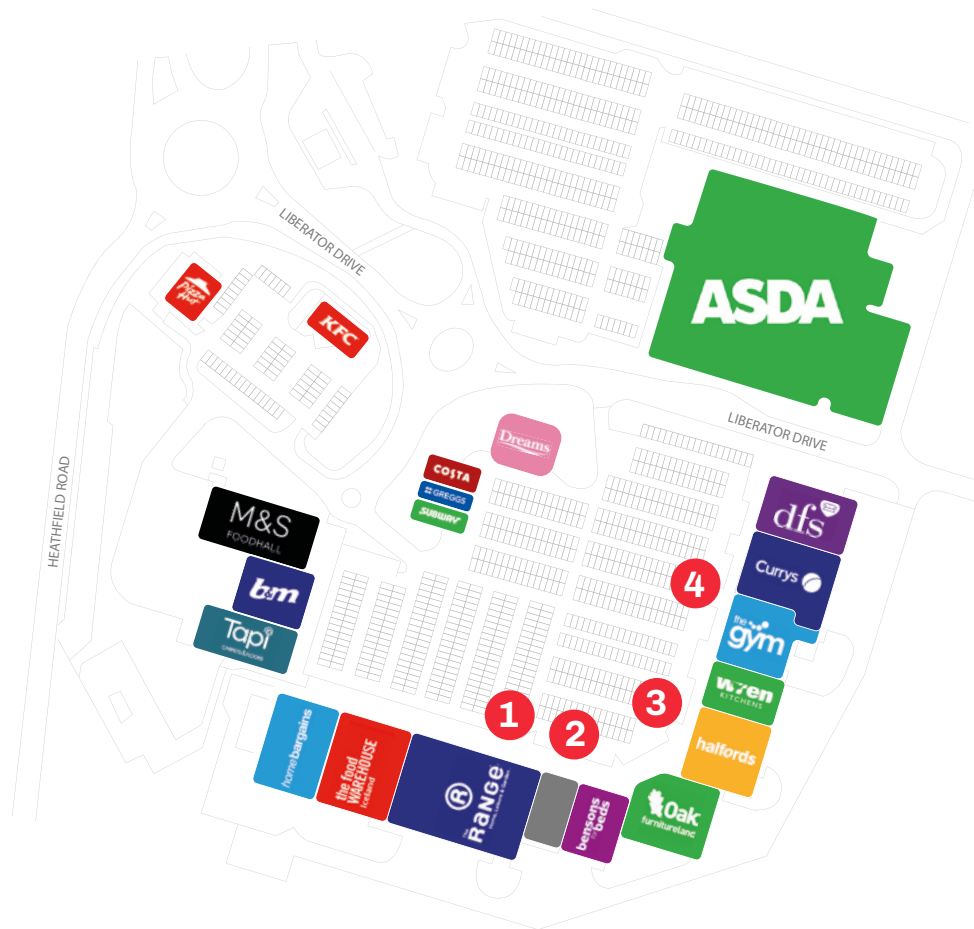 LIBERATOR DRIVE
Pizza
Hut
KFC
ASDA
LIBERATOR DRIVE
HEATHFIELD ROAD
Dreams
COSTA
GREGGS
SUBWAY
M&S
FOODHALL
b&m
Tapi
dfs
Currys
the
gym
wren
KITCHENS
halfords
4
3
1
2
homebargains
the food
WAREHOUSE
Iceland
R
THE
RANGE
bensons
for beds
Oak
furnitureland